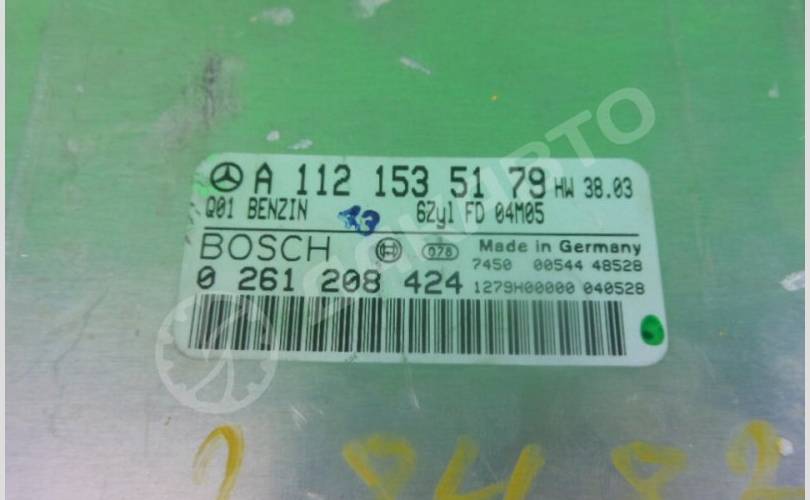 A 112 153 51 79 HW 38.03
Q01 BENZIN 6Zyl FD 04M05
BOSCH 078 Made in Germany
7450 00544 48528
0 261 208 424 1279H00000 040528